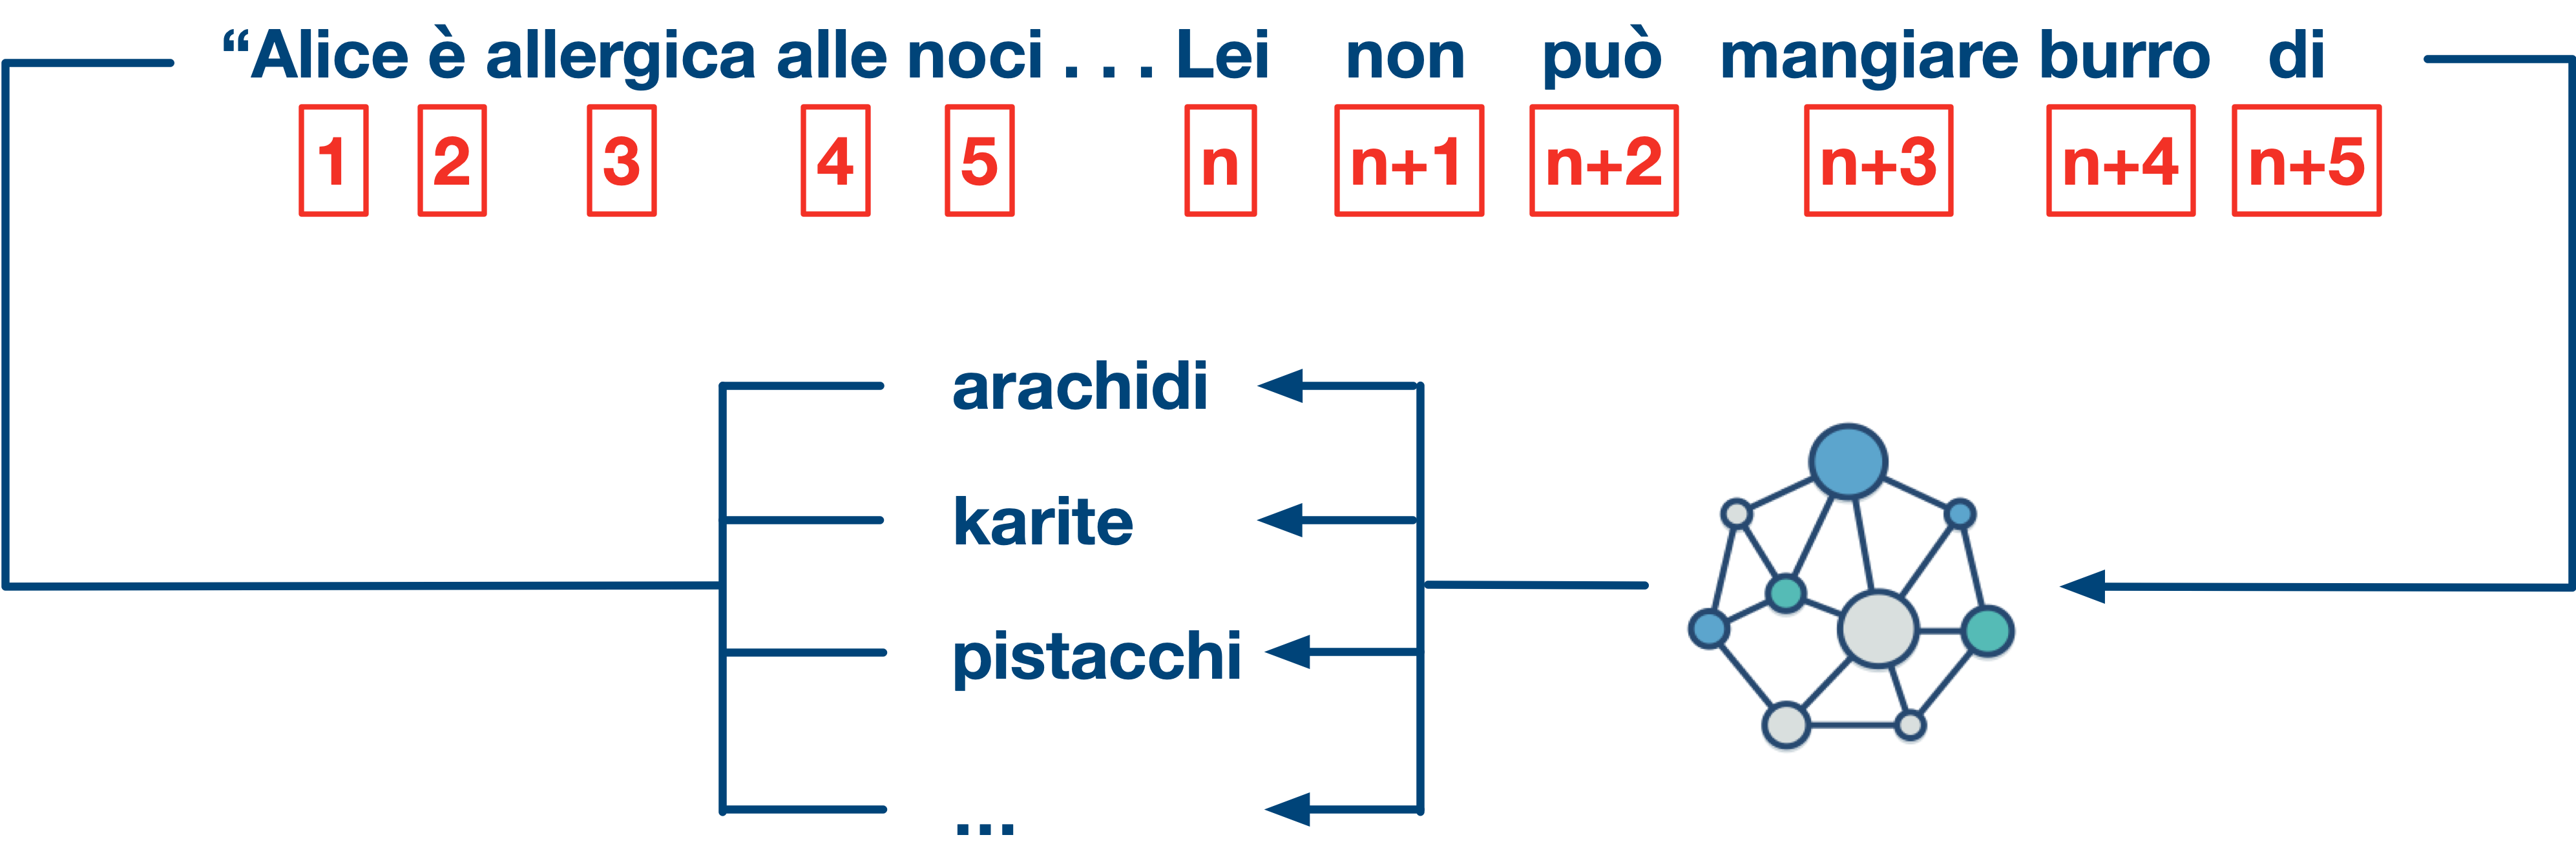 “Alice è allergica alle noci . . . Lei non può mangiare burro di
1 2 3 4 5 n n+1 n+2 n+3 n+4 n+5
arachidi
karite
pistacchi
...